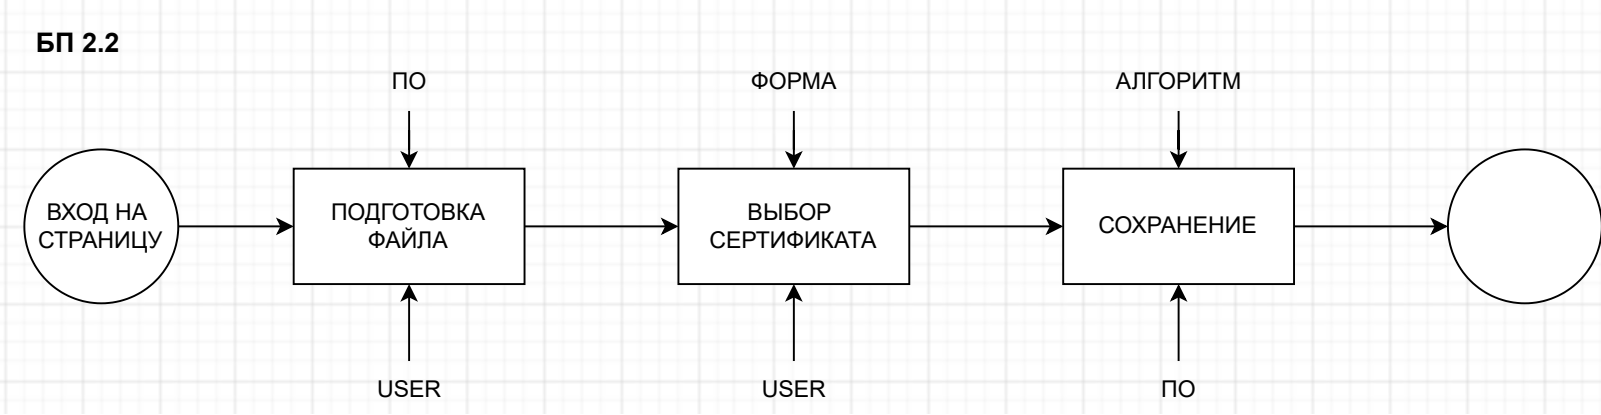 БП 2.2
ПО
ФОРМА
АЛГОРИТМ
ВХОД НА
СТРАНИЦУ
ПОДГОТОВКА
ФАЙЛА
ВЫБОР
СЕРТИФИКАТА
СОХРАНЕНИЕ
USER
USER
ПО